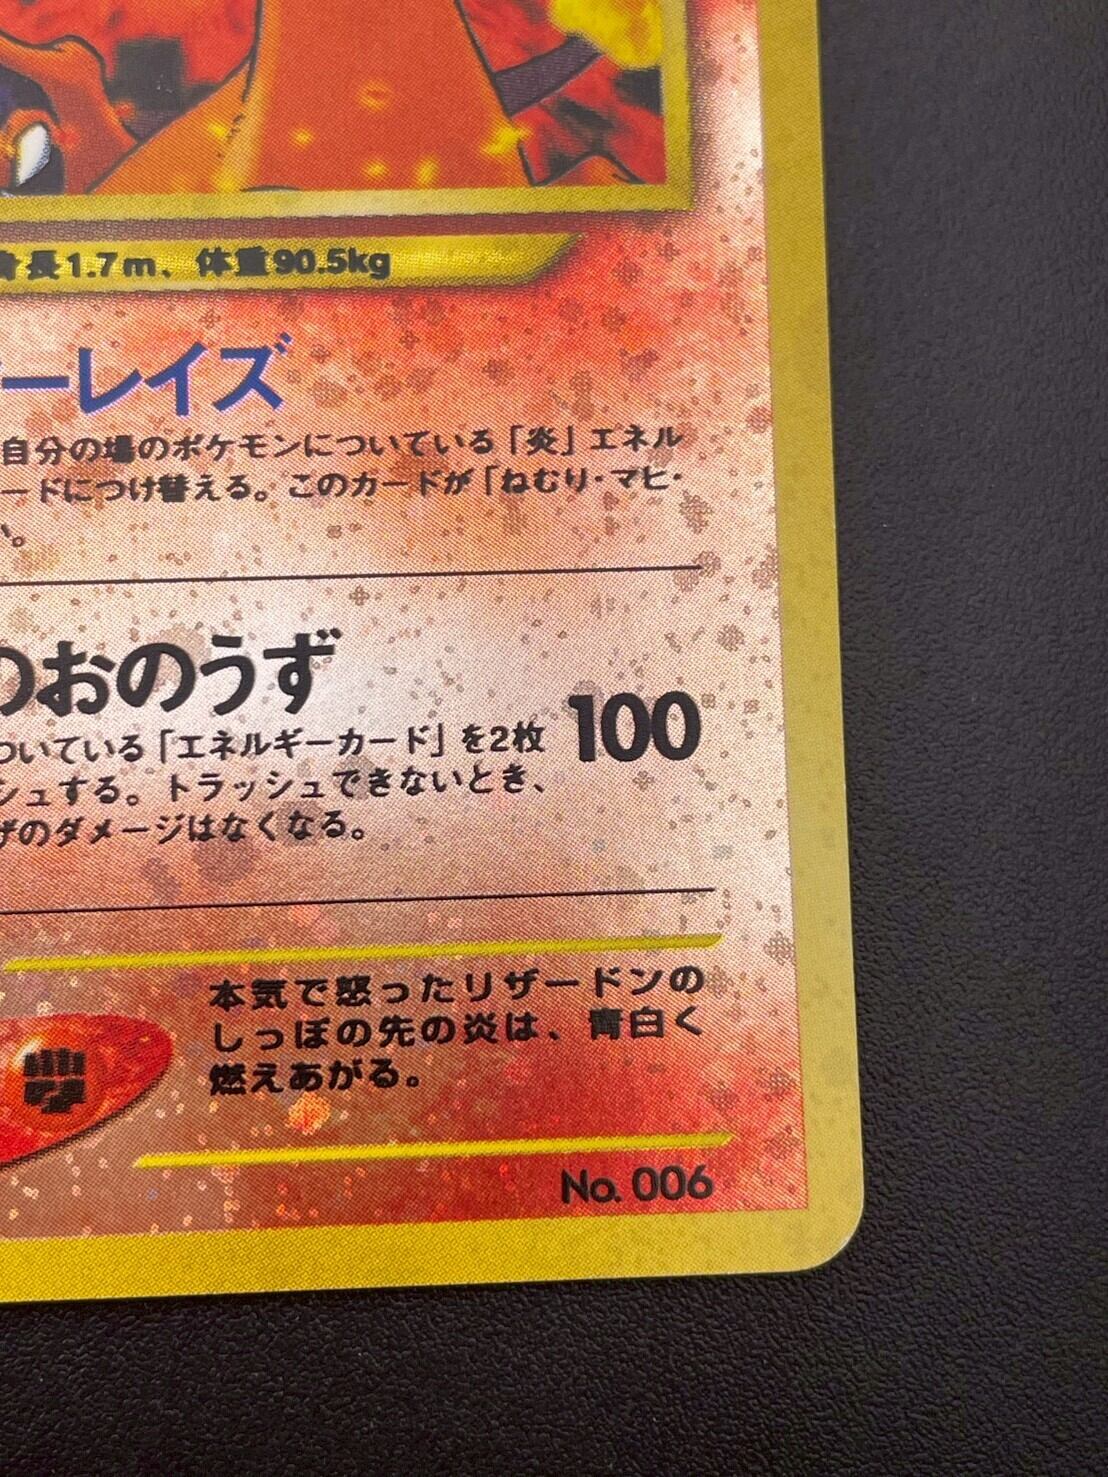 長1.7m、体重90.5kg
ーレイズ
自分の場のポケモンについている「炎」エネル
ードにつけ替える。このカードが「ねむり・マヒ・
。
のおのうず
100
ついている「エネルギーカード」を2枚
シュする。トラッシュできないとき、
ザのダメージはなくなる。
本気で怒ったリザードンの
しっぽの先の炎は、青白く
燃えあがる。
No. 006